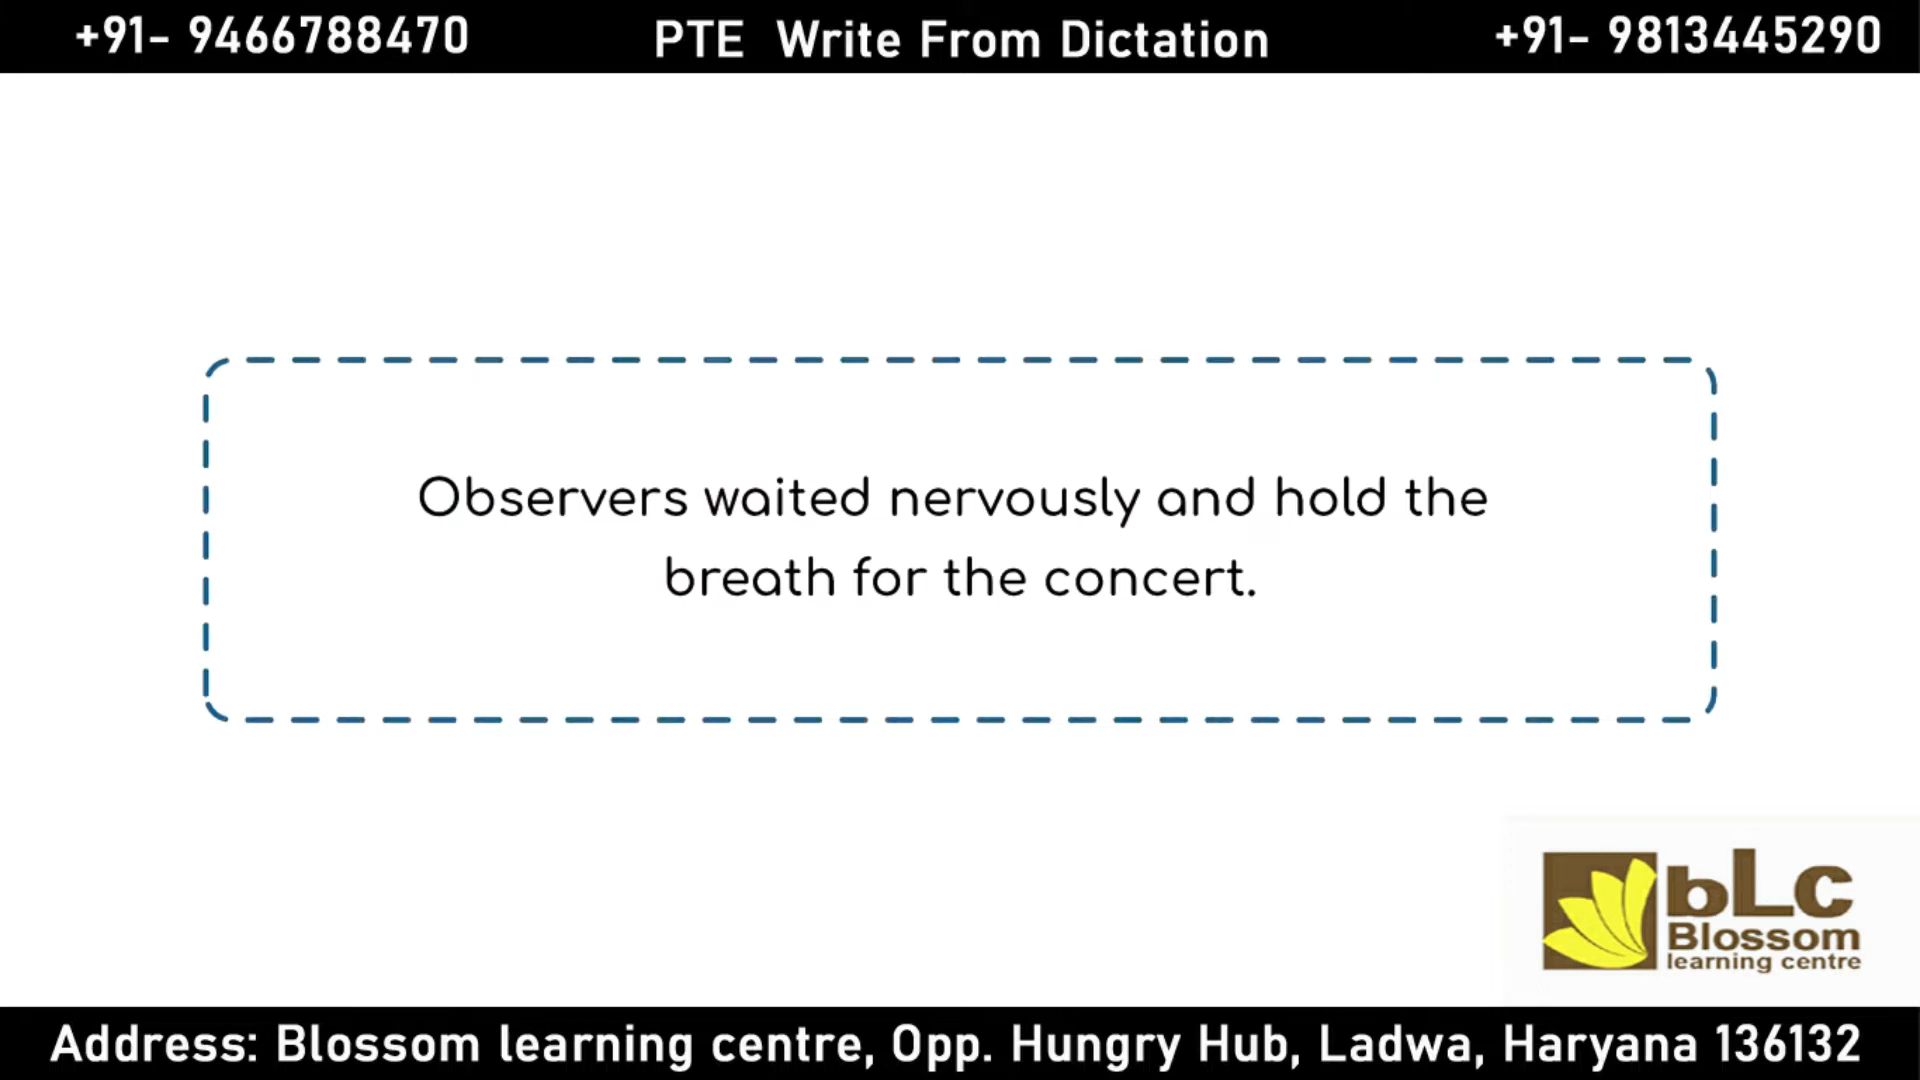 +91- 9466788470 PTE Write From Dictation +91- 9813445290
Observers waited nervously and hold the
breath for the concert.
bLc
Blossom
learning centre
Address: Blossom learning centre, Opp. Hungry Hub, Ladwa, Haryana 136132